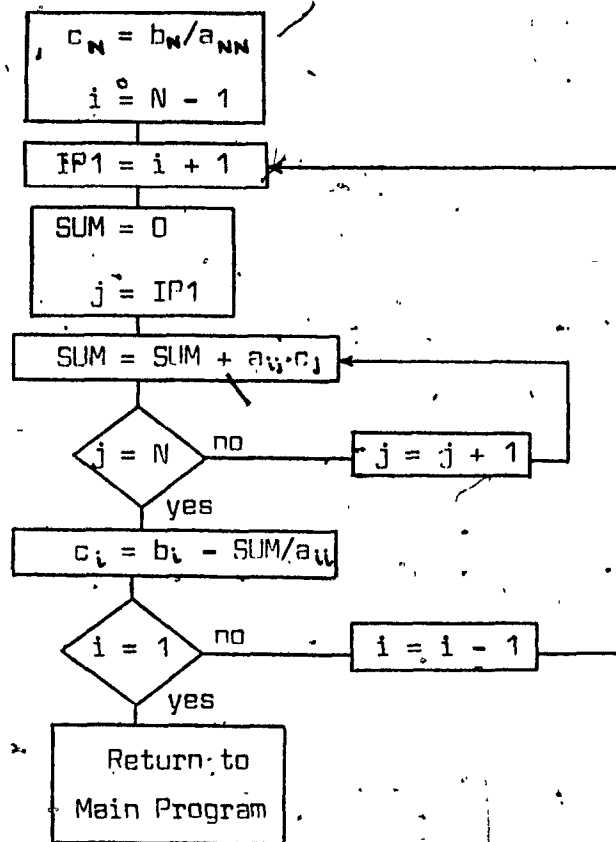 c_N = b_N/a_NN
i = N - 1
IP1 = i + 1
SUM = 0
j = IP1
SUM = SUM + a_ij·c_j
j = N
no
j = j + 1
yes
c_i = b_i - SUM/a_ii
i = 1
no
i = i - 1
yes
Return to
Main Program